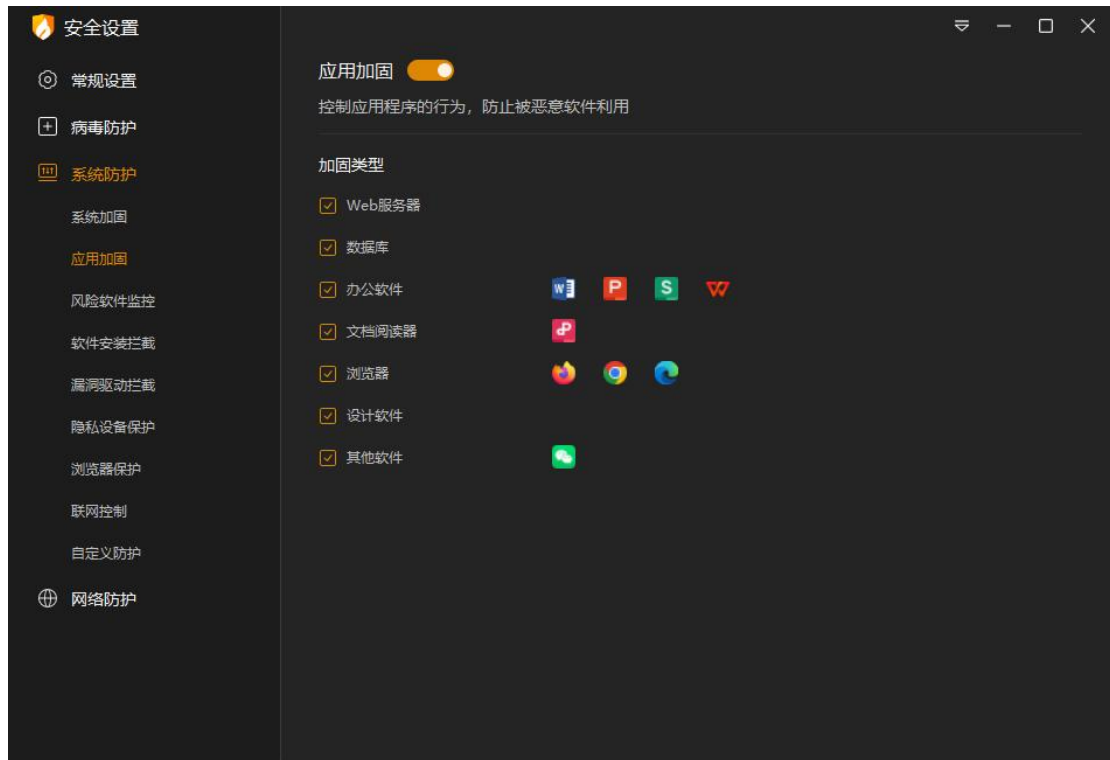 安全设置
常规设置
病毒防护
系统防护
系统加固
应用加固
风险软件监控
软件安装拦截
漏洞驱动拦截
隐私设备保护
浏览器保护
联网控制
自定义防护
网络防护
应用加固
控制应用程序的行为，防止被恶意软件利用
加固类型
Web服务器
数据库
办公软件 W P S W
文档阅读器 P
浏览器
设计软件
其他软件